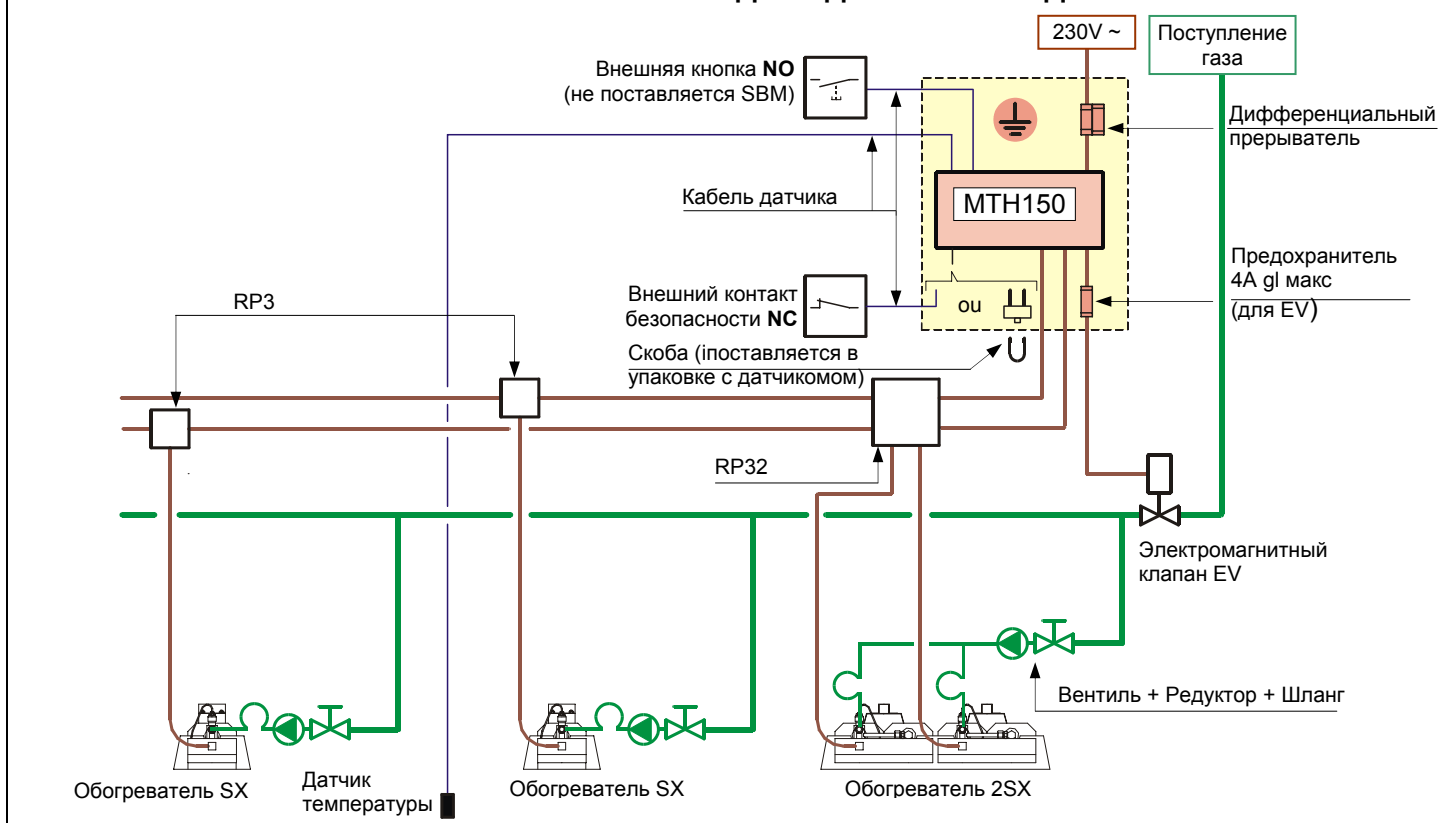 230V ~
Поступление
газа
Внешняя кнопка NO
(не поставляется SBM)
Дифференциальный
прерыватель
Кабель датчика
MTH150
Предохранитель
4A gl макс
(для EV)
RP3
Внешний контакт
безопасности NC
ou
Скоба (iпоставляется в
упаковке с датчикомом)
RP32
Электромагнитный
клапан EV
Вентиль + Редуктор + Шланг
Обогреватель SX
Датчик
температуры
Обогреватель SX
Обогреватель 2SX